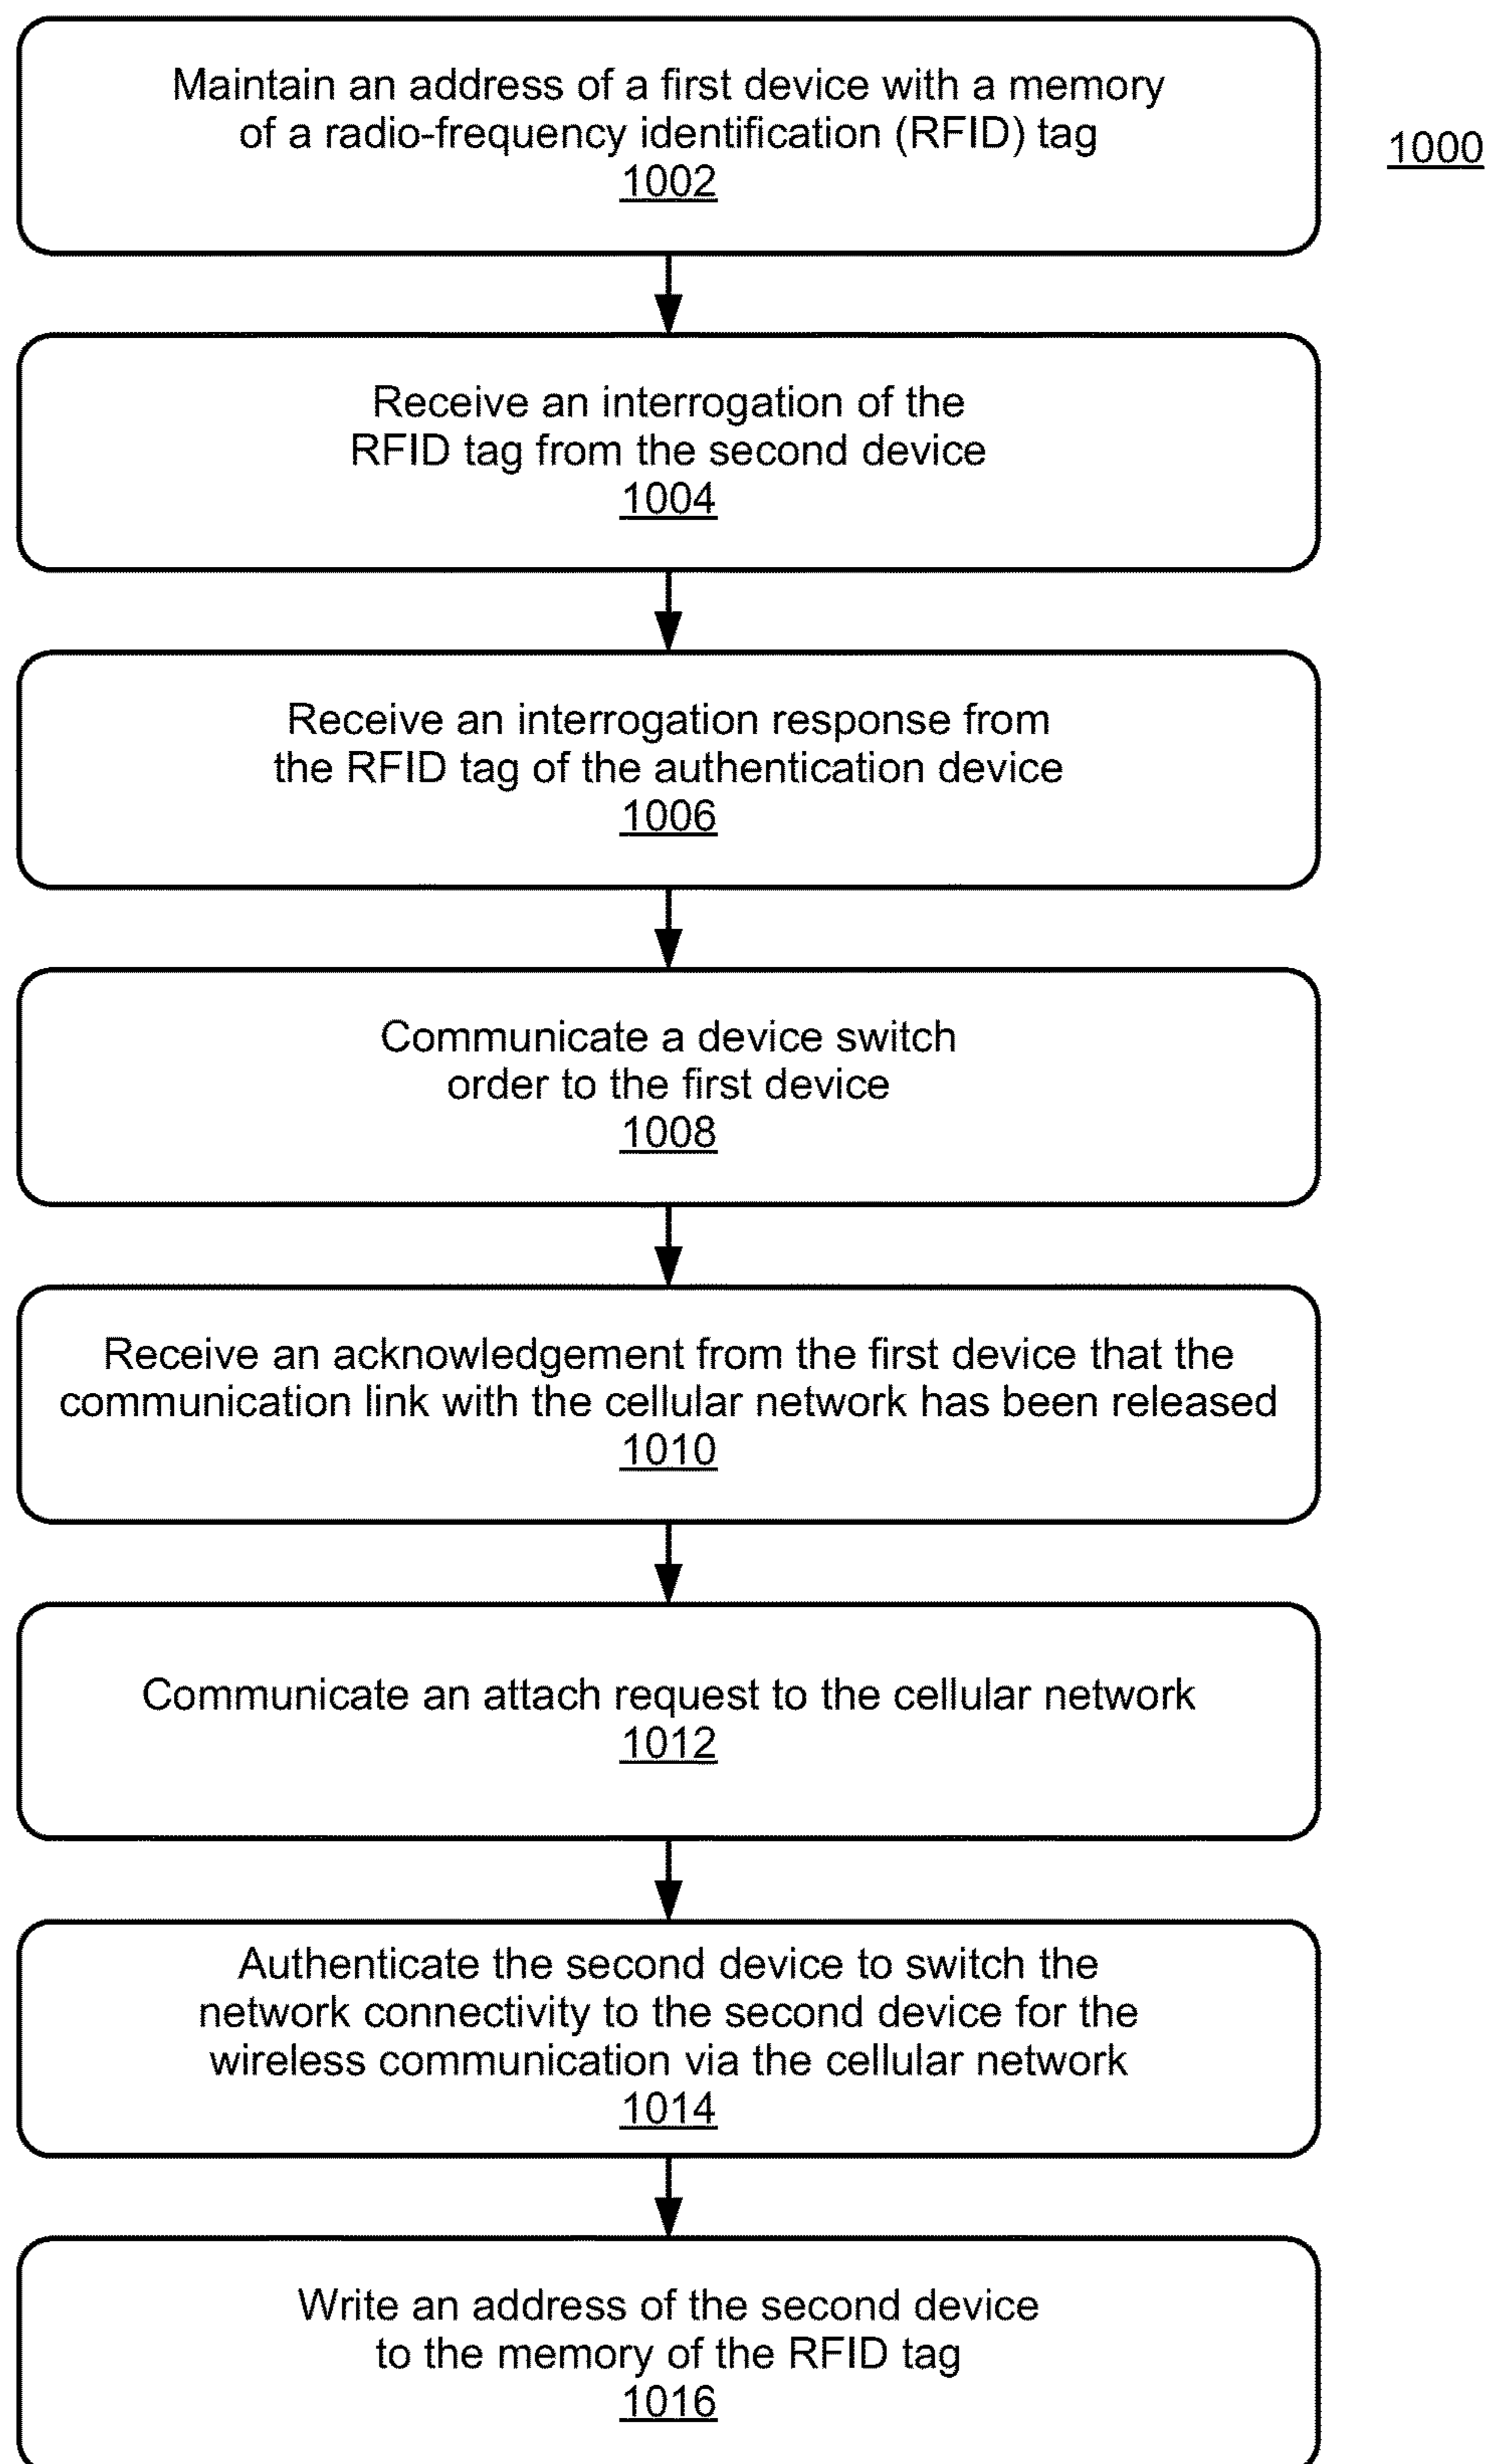 Maintain an address of a first device with a memory
of a radio-frequency identification (RFID) tag
1002
1000
Receive an interrogation of the
RFID tag from the second device
1004
Receive an interrogation response from
the RFID tag of the authentication device
1006
Communicate a device switch
order to the first device
1008
Receive an acknowledgement from the first device that the
communication link with the cellular network has been released
1010
Communicate an attach request to the cellular network
1012
Authenticate the second device to switch the
network connectivity to the second device for the
wireless communication via the cellular network
1014
Write an address of the second device
to the memory of the RFID tag
1016